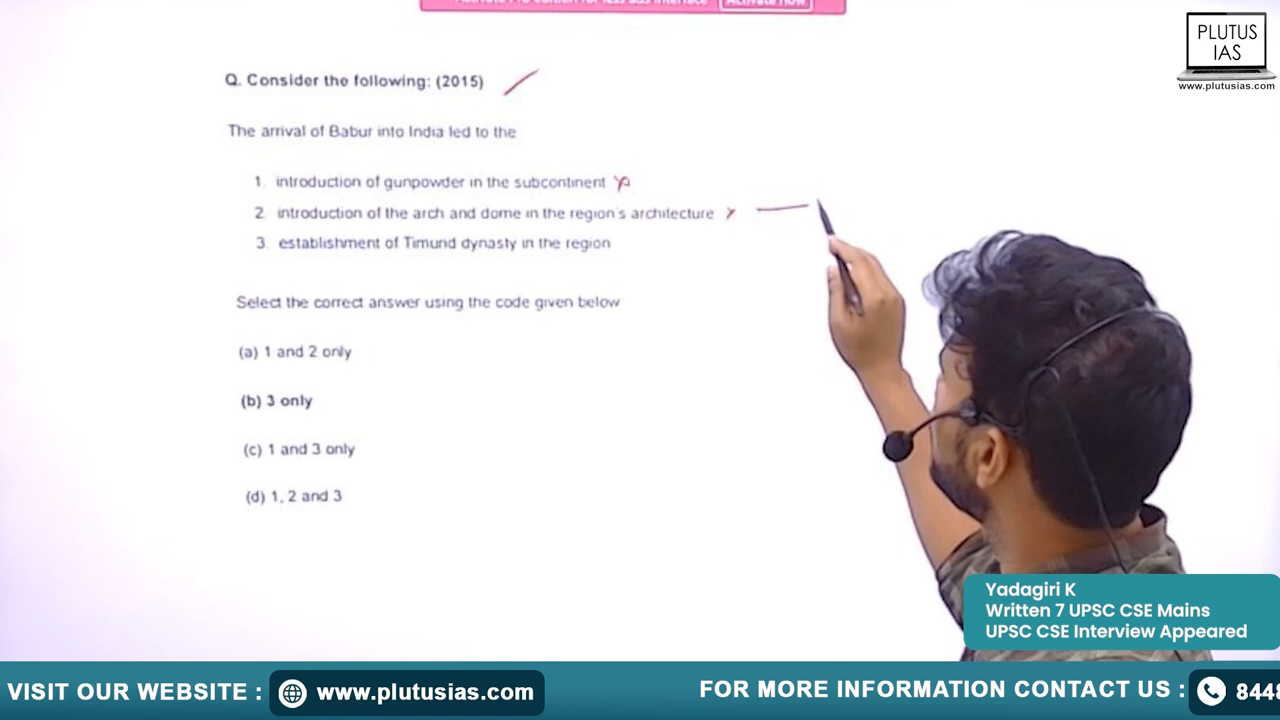 Activate Now
PLUTUS
IAS
www.plutusias.com
Q. Consider the following: (2015)
The arrival of Babur into India led to the
1. introduction of gunpowder in the subcontinent
2. introduction of the arch and dome in the region's architecture
3. establishment of Timurid dynasty in the region
Select the correct answer using the code given below
(a) 1 and 2 only
(b) 3 only
(c) 1 and 3 only
(d) 1, 2 and 3
Yadagiri K
Written 7 UPSC CSE Mains
UPSC CSE Interview Appeared
VISIT OUR WEBSITE : www.plutusias.com
FOR MORE INFORMATION CONTACT US : 8448